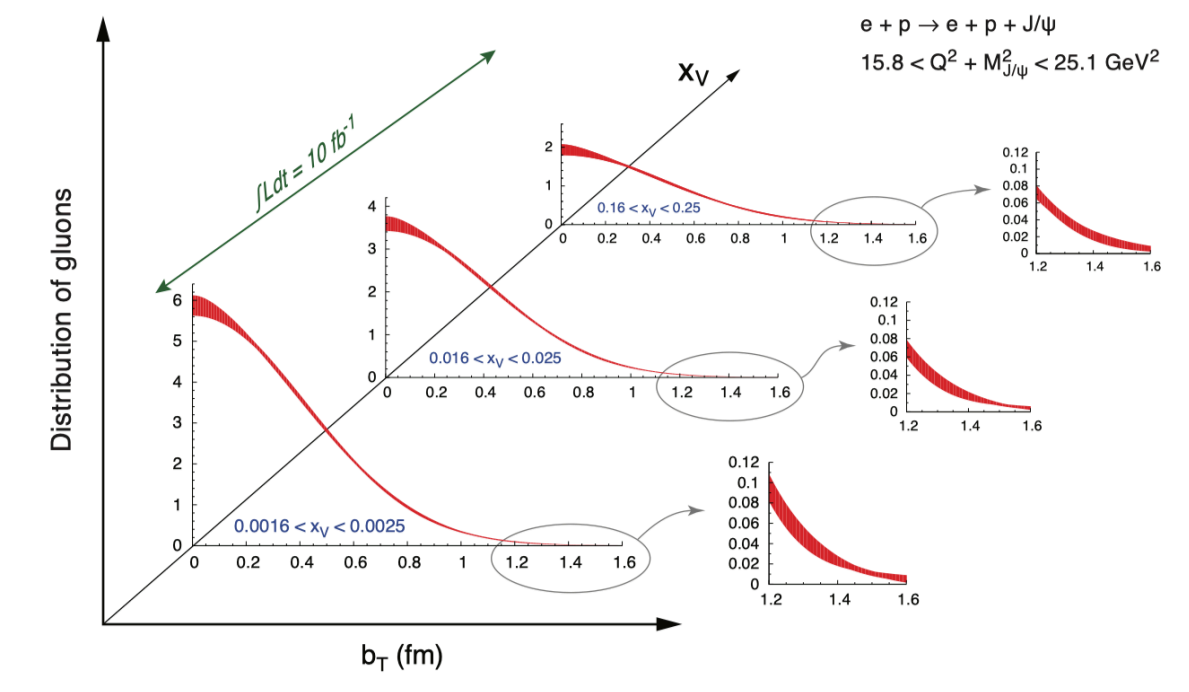 e + p → e + p + J/ψ
15.8 < Q² + M²_J/ψ < 25.1 GeV²
x_V
∫Ldt = 10 fb⁻¹
Distribution of gluons
2
1
0
0.16 < x_V < 0.25
0 0.2 0.4 0.6 0.8 1 1.2 1.4 1.6
0.12
0.1
0.08
0.06
0.04
0.02
0
1.2 1.4 1.6
4
3
2
1
0
0.016 < x_V < 0.025
0 0.2 0.4 0.6 0.8 1 1.2 1.4 1.6
0.12
0.1
0.08
0.06
0.04
0.02
0
1.2 1.4 1.6
6
5
4
3
2
1
0
0.0016 < x_V < 0.0025
0 0.2 0.4 0.6 0.8 1 1.2 1.4 1.6
0.12
0.1
0.08
0.06
0.04
0.02
0
1.2 1.4 1.6
b_T (fm)